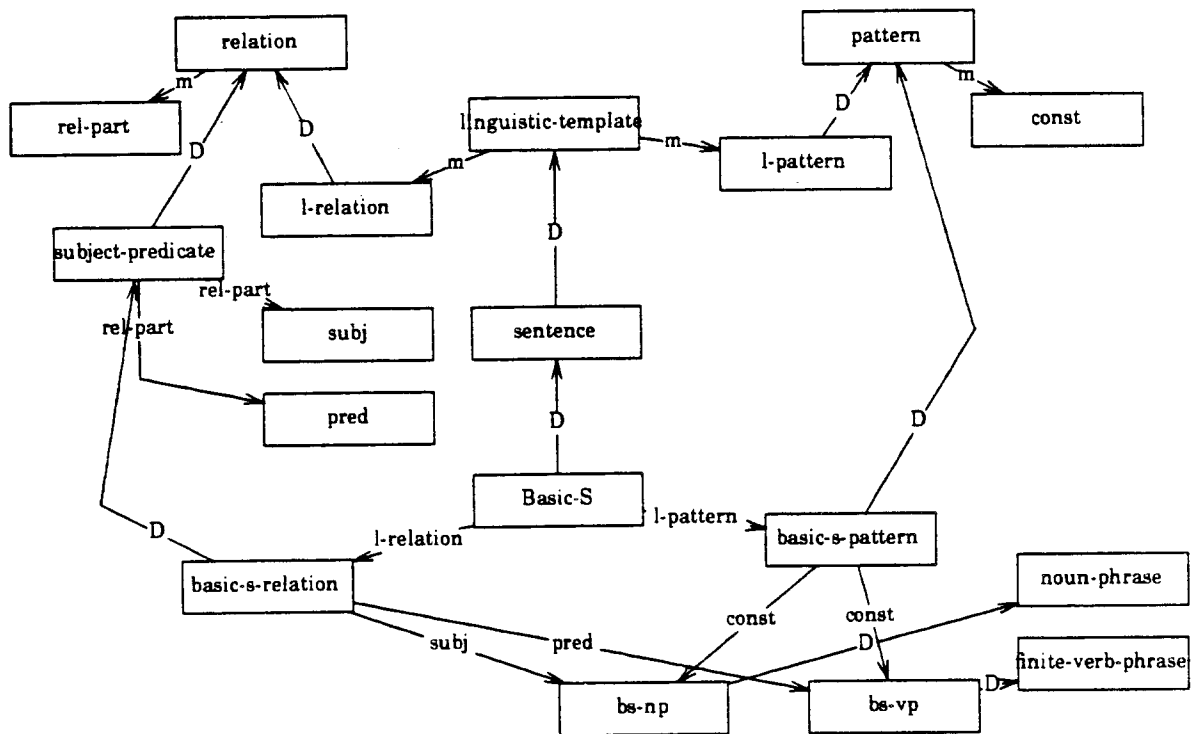 relation
pattern
m
m
rel-part
linguistic-template
const
D
D
D
m
m
l-pattern
l-relation
subject-predicate
D
rel-part
rel-part
subj
sentence
pred
D
D
Basic-S
l-pattern
D
l-relation
basic-s-pattern
basic-s-relation
noun-phrase
const
const
subj
pred
D
finite-verb-phrase
D
bs-np
bs-vp